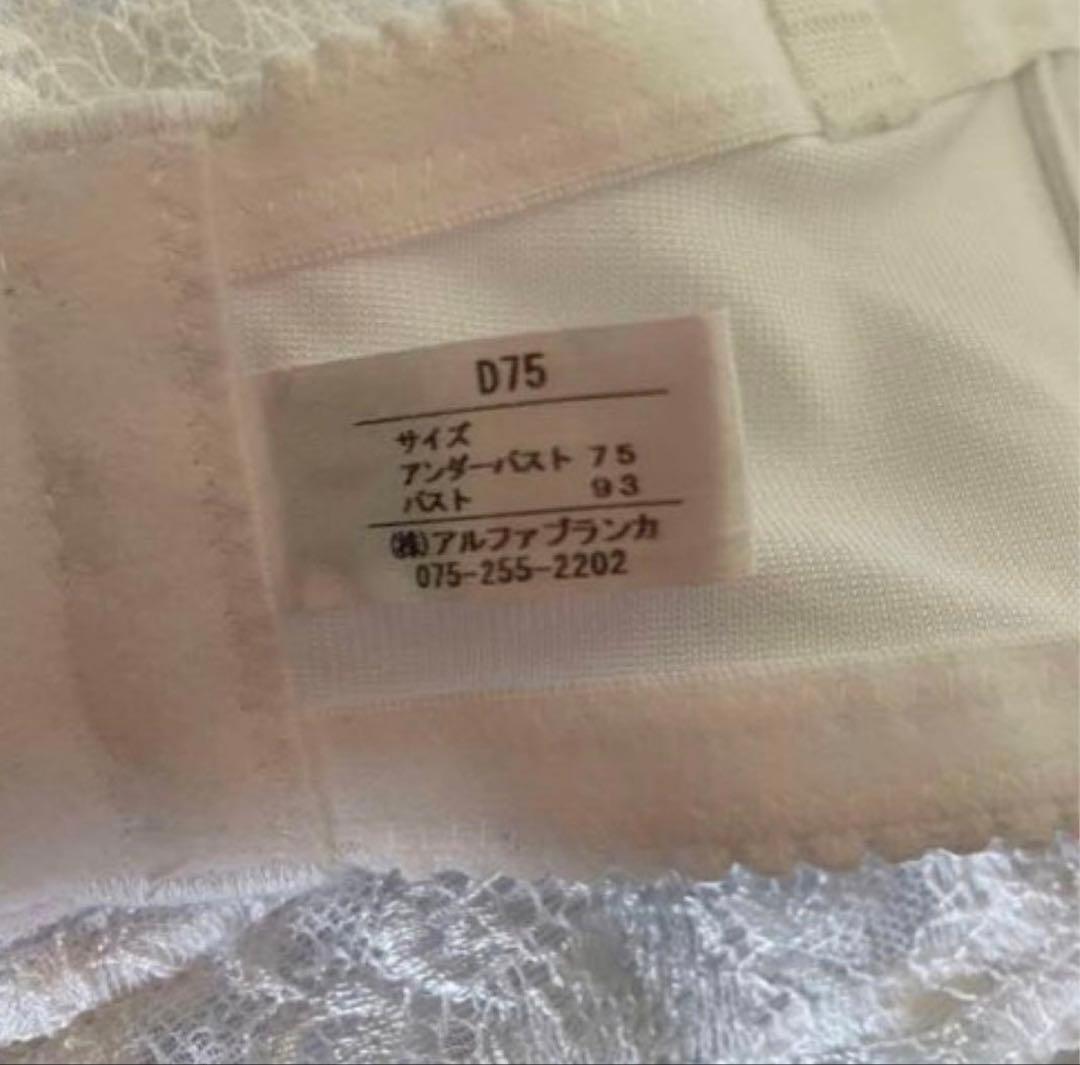 D75
サイズ
アンダーバスト 75
バスト 93
㈱アルファブランカ
075-255-2202